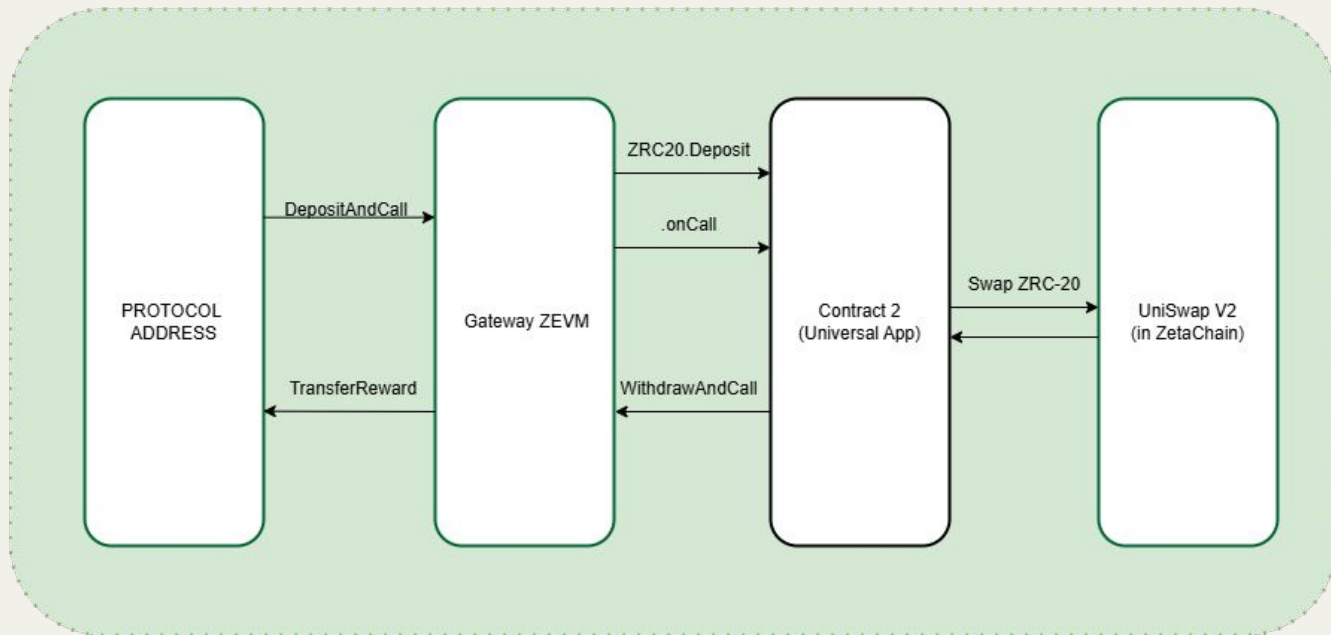 ZRC20.Deposit
DepositAndCall
.onCall
Swap ZRC-20
PROTOCOL
ADDRESS
Gateway ZEVM
Contract 2
(Universal App)
UniSwap V2
(in ZetaChain)
TransferReward
WithdrawAndCall